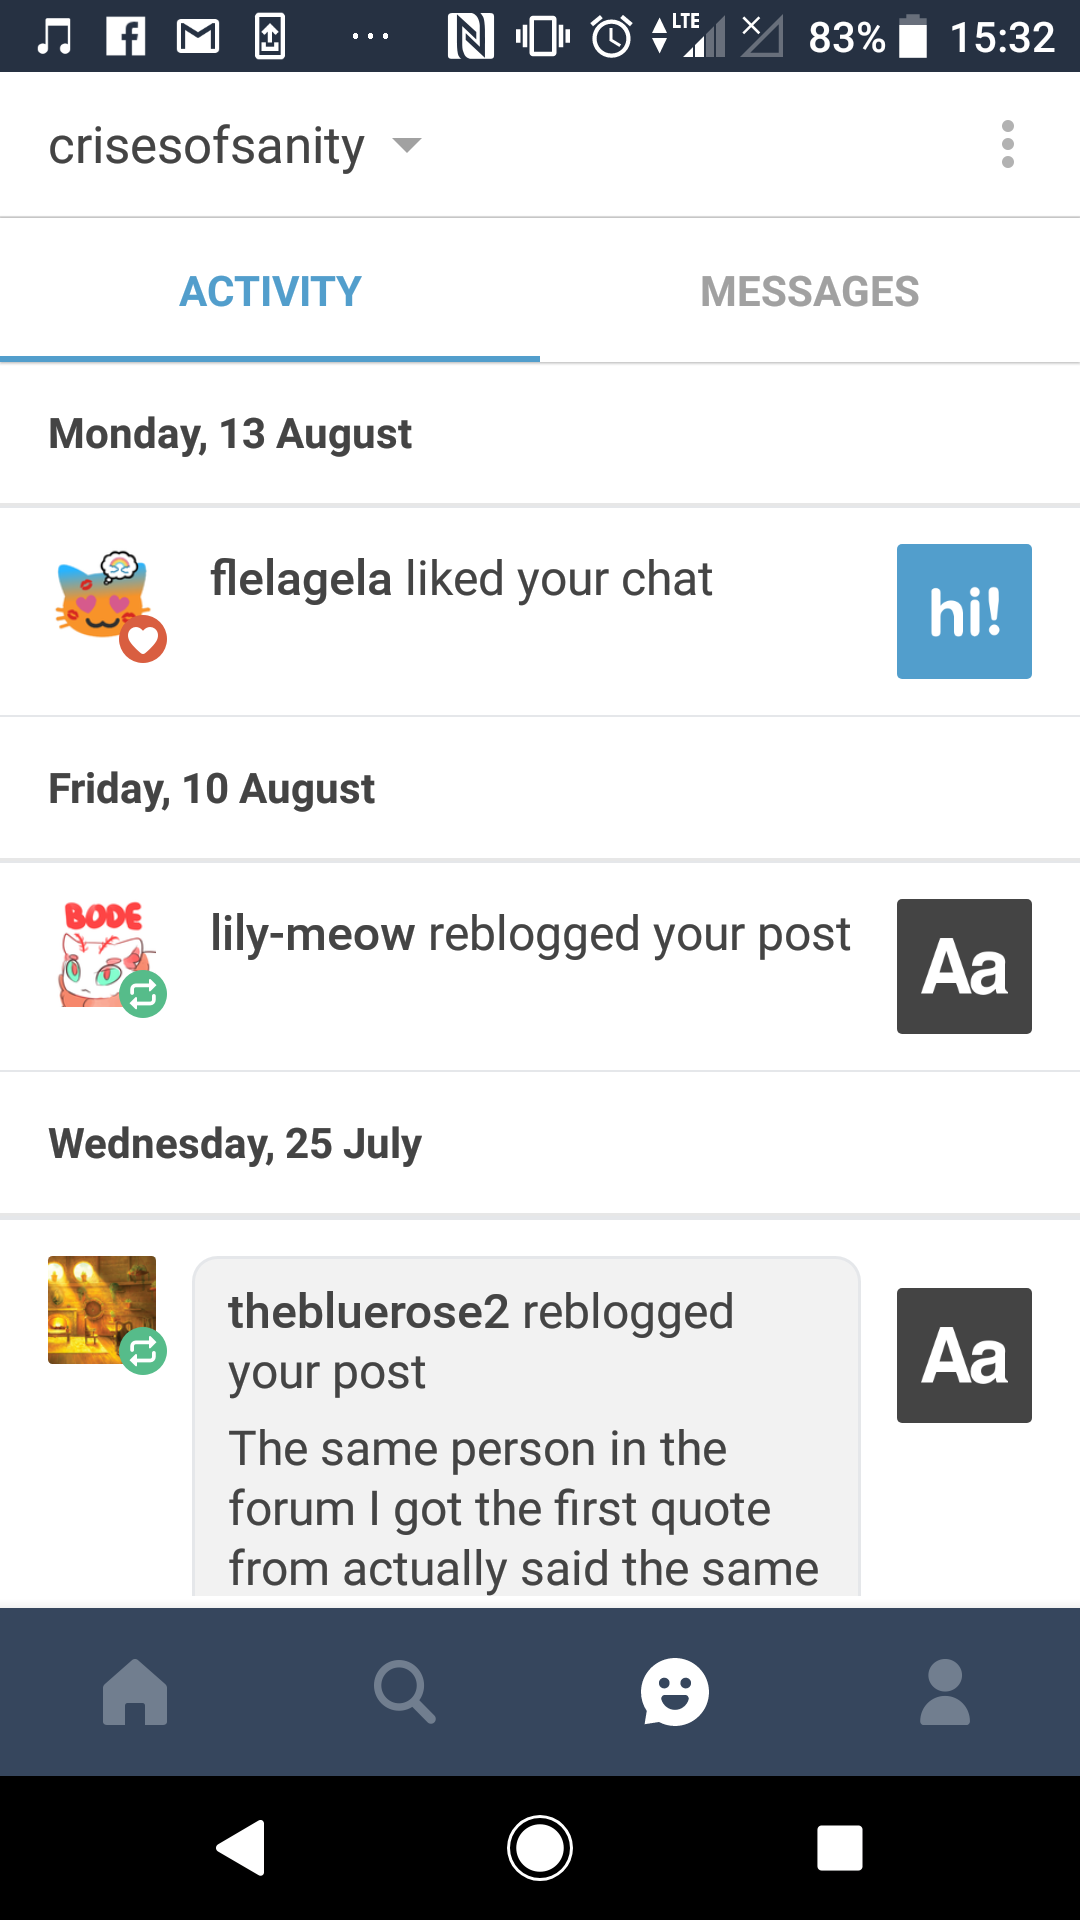 LTE 83% 15:32
crisesofsanity
ACTIVITY MESSAGES
Monday, 13 August
flelagela liked your chat
hi!
Friday, 10 August
BODE
lily-meow reblogged your post
Aa
Wednesday, 25 July
thebluerose2 reblogged
your post
Aa
The same person in the
forum I got the first quote
from actually said the same